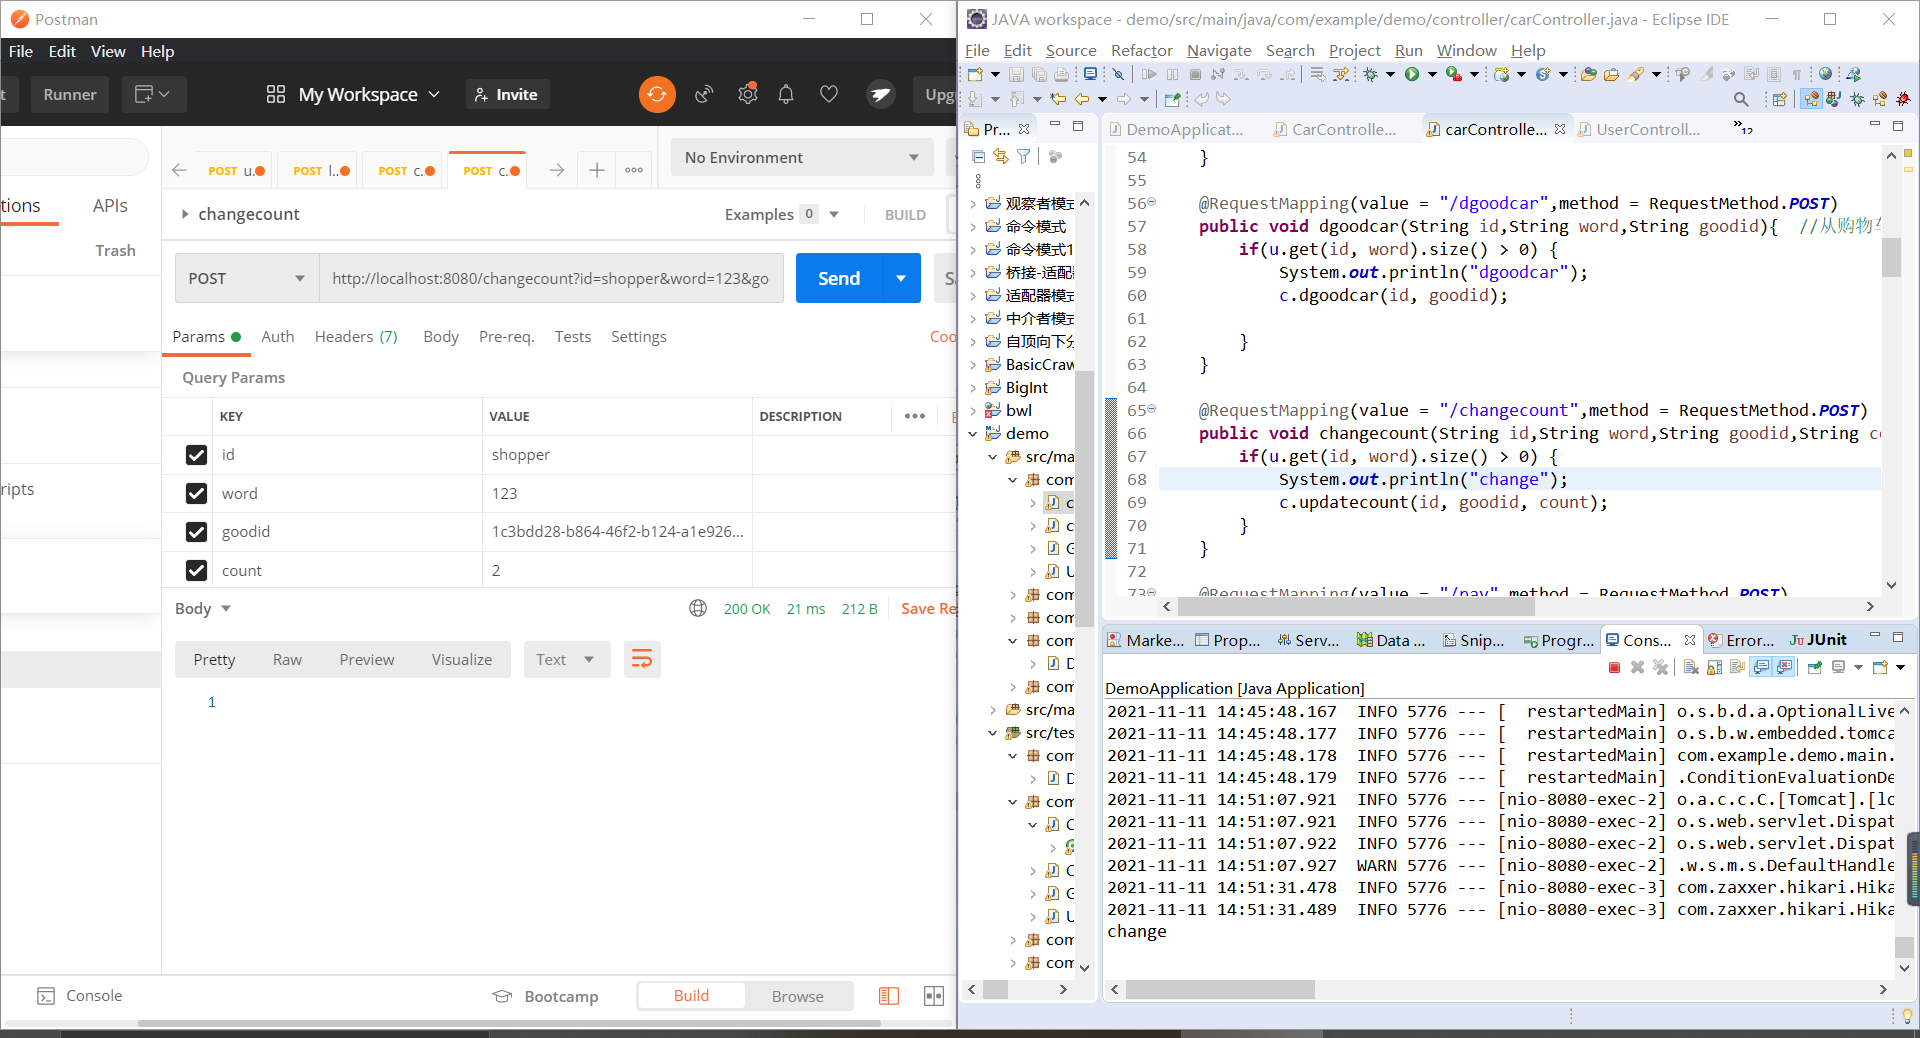 Postman
File Edit View Help
t Runner My Workspace Invite Upg
POST u. POST l.. POST c. POST c. No Environment
tions APIs
Trash
ripts
changecount Examples 0 BUILD
POST http://localhost:8080/changecount?id=shopper&word=123&go Send Sa
Params Auth Headers (7) Body Pre-req. Tests Settings Coo
Query Params
KEY VALUE DESCRIPTION
id shopper
word 123
goodid 1c3bdd28-b864-46f2-b124-a1e926...
count 2
Body 200 OK 21 ms 212 B Save Re
Pretty Raw Preview Visualize Text
1
Console Bootcamp Build Browse
JAVA workspace - demo/src/main/java/com/example/demo/controller/carController.java - Eclipse IDE
File Edit Source Refactor Navigate Search Project Run Window Help
Pr...
观察者模式
命令模式
命令模式1
桥接-适配
适配器模式
中介者模式
自顶向下分
BasicCraw
BigInt
bwl
demo
src/ma
com
c
c
G
U
com
com
com
D
com
src/ma
src/tes
com
D
com
C
C
G
U
com
com
DemoApplicat... CarControlle... carControlle... UserControll... 12
54 }
55
56 @RequestMapping(value = "/dgoodcar",method = RequestMethod.POST)
57 public void dgoodcar(String id,String word,String goodid){ //从购物车
58 if(u.get(id, word).size() > 0) {
59 System.out.println("dgoodcar");
60 c.dgoodcar(id, goodid);
61
62 }
63 }
64
65 @RequestMapping(value = "/changecount",method = RequestMethod.POST)
66 public void changecount(String id,String word,String goodid,String co
67 if(u.get(id, word).size() > 0) {
68 System.out.println("change");
69 c.updatecount(id, goodid, count);
70 }
71 }
72
73 @RequestMapping(value = "/pay",method = RequestMethod.POST)
Marke... Prop... Serv... Data ... Snip... Progr... Cons... Error... JUnit
DemoApplication [Java Application]
2021-11-11 14:45:48.167 INFO 5776 --- [ restartedMain] o.s.b.d.a.OptionalLive
2021-11-11 14:45:48.177 INFO 5776 --- [ restartedMain] o.s.b.w.embedded.tomca
2021-11-11 14:45:48.178 INFO 5776 --- [ restartedMain] com.example.demo.main.
2021-11-11 14:45:48.179 INFO 5776 --- [ restartedMain] .ConditionEvaluationDe
2021-11-11 14:51:07.921 INFO 5776 --- [nio-8080-exec-2] o.a.c.c.C.[Tomcat].[lo
2021-11-11 14:51:07.921 INFO 5776 --- [nio-8080-exec-2] o.s.web.servlet.Dispat
2021-11-11 14:51:07.922 INFO 5776 --- [nio-8080-exec-2] o.s.web.servlet.Dispat
2021-11-11 14:51:07.927 WARN 5776 --- [nio-8080-exec-2] .w.s.m.s.DefaultHandle
2021-11-11 14:51:31.478 INFO 5776 --- [nio-8080-exec-3] com.zaxxer.hikari.Hika
2021-11-11 14:51:31.489 INFO 5776 --- [nio-8080-exec-3] com.zaxxer.hikari.Hika
change